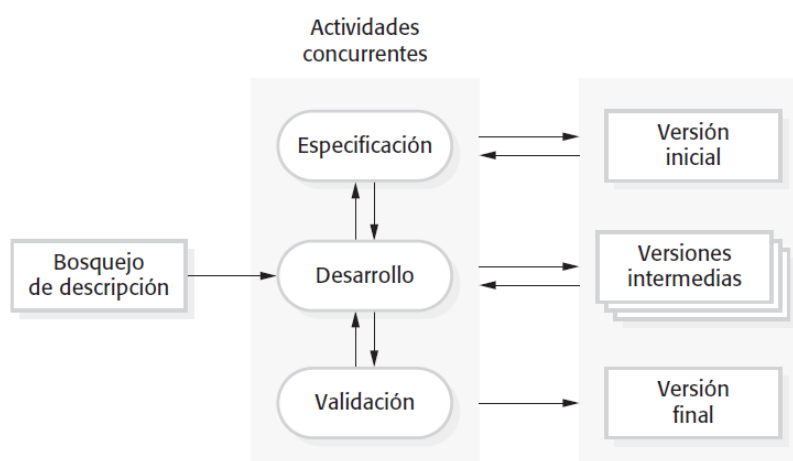 Actividades
concurrentes
Especificación
Versión
inicial
Bosquejo
de descripción
Desarrollo
Versiones
intermedias
Validación
Versión
final